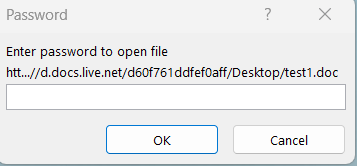 Password
?
Enter password to open file
htt...//d.docs.live.net/d60f761ddfef0aff/Desktop/test1.doc
OK
Cancel